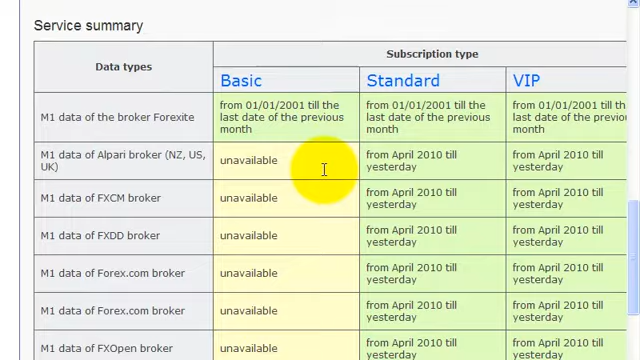 Service summary
Data types
Subscription type
Basic
Standard
VIP
M1 data of the broker Forexite
from 01/01/2001 till the
last date of the previous
month
from 01/01/2001 till the
last date of the previous
month
from 01/01/2001 till the
last date of the previous
month
M1 data of Alpari broker (NZ, US,
UK)
unavailable
from April 2010 till
yesterday
from April 2010 till
yesterday
M1 data of FXCM broker
unavailable
from April 2010 till
yesterday
from April 2010 till
yesterday
M1 data of FXDD broker
unavailable
from April 2010 till
yesterday
from April 2010 till
yesterday
M1 data of Forex.com broker
unavailable
from April 2010 till
yesterday
from April 2010 till
yesterday
M1 data of Forex.com broker
unavailable
from April 2010 till
yesterday
from April 2010 till
yesterday
M1 data of FXOpen broker
unavailable
from April 2010 till
yesterday
from April 2010 till
yesterday